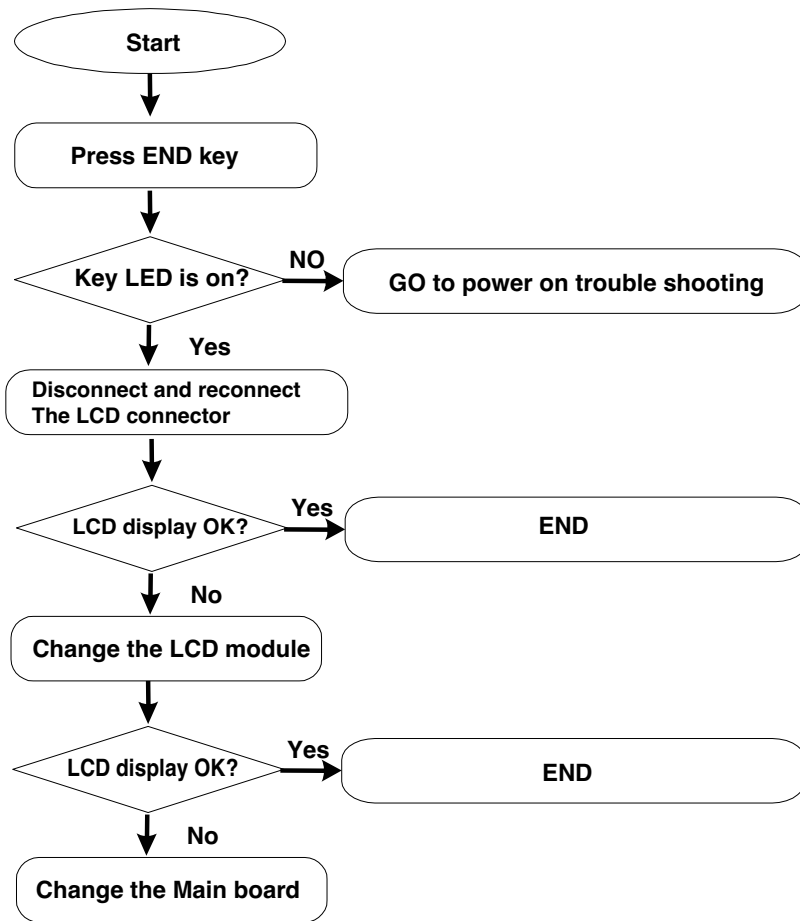 Start
Press END key
Key LED is on?
NO
GO to power on trouble shooting
Yes
Disconnect and reconnect
The LCD connector
LCD display OK?
Yes
END
No
Change the LCD module
LCD display OK?
Yes
END
No
Change the Main board